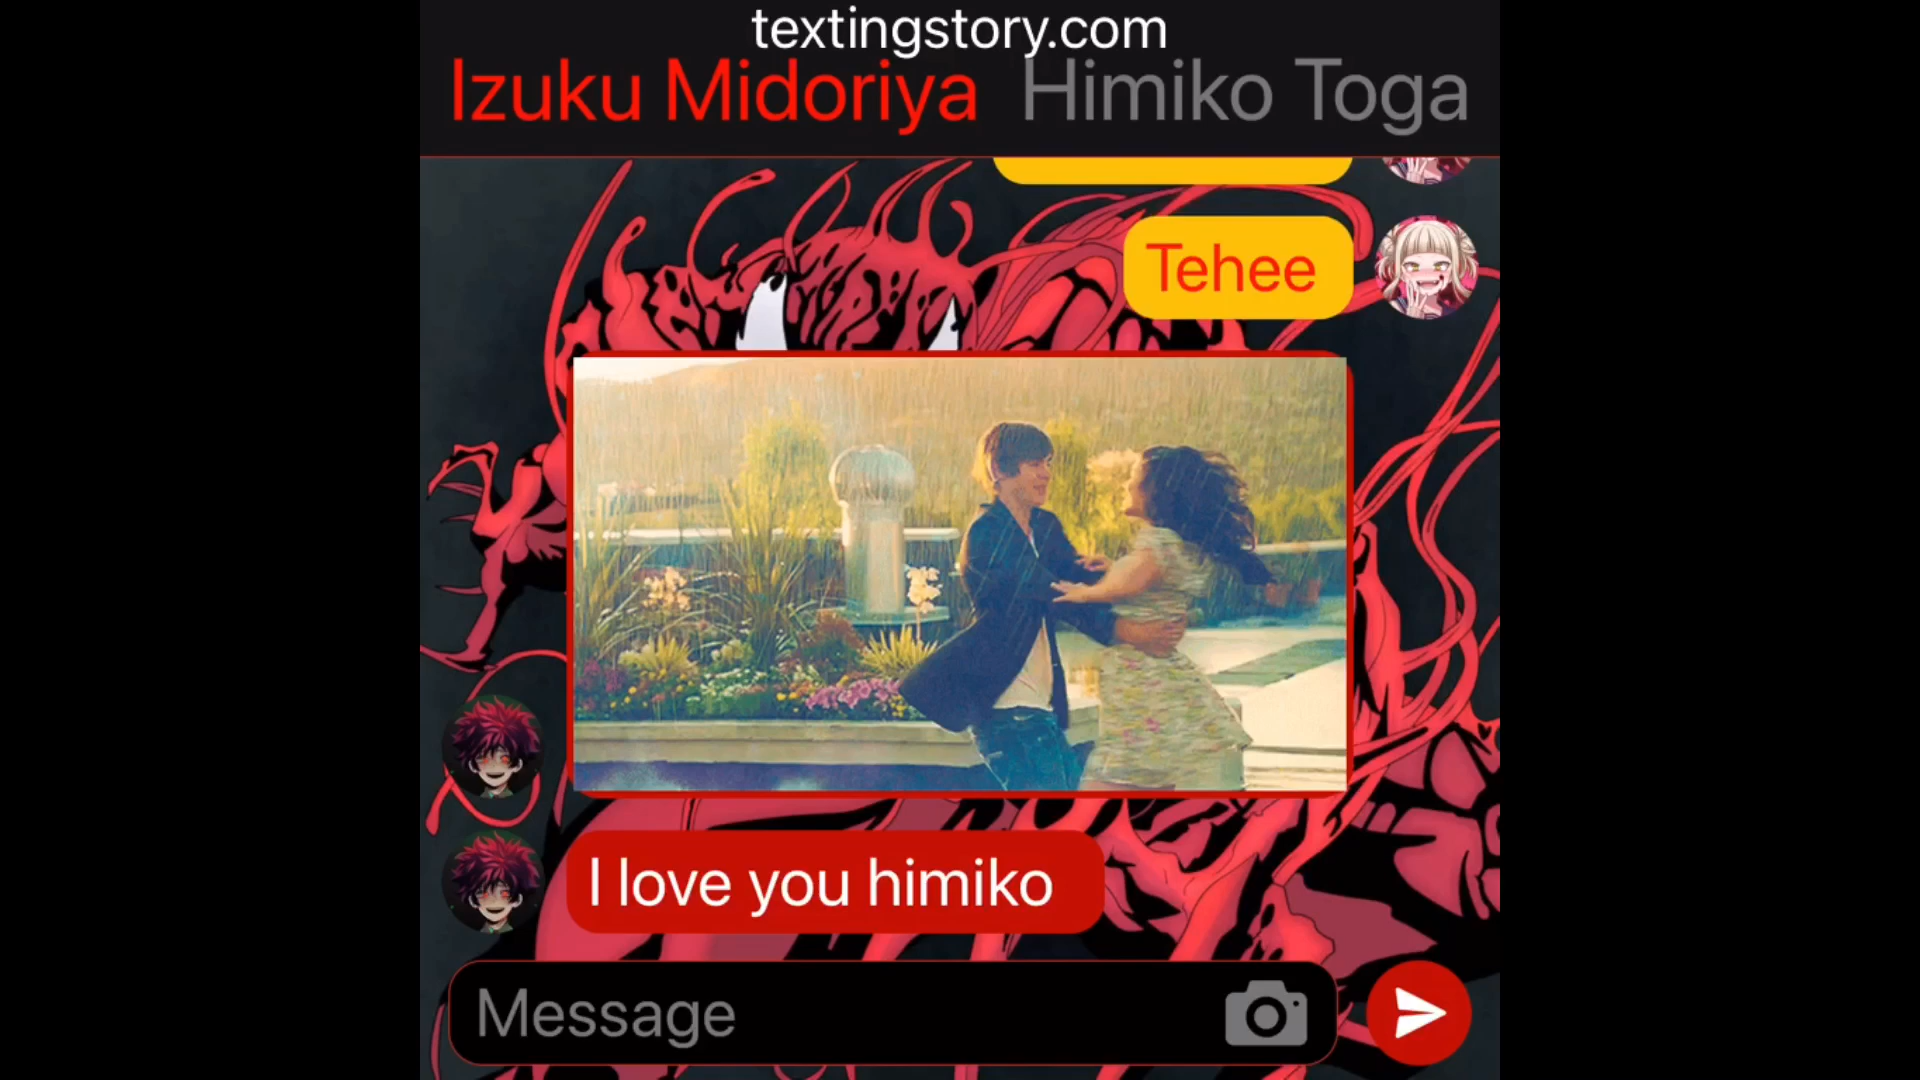 textingstory.com
Izuku Midoriya Himiko Toga
Tehee
I love you himiko
Message